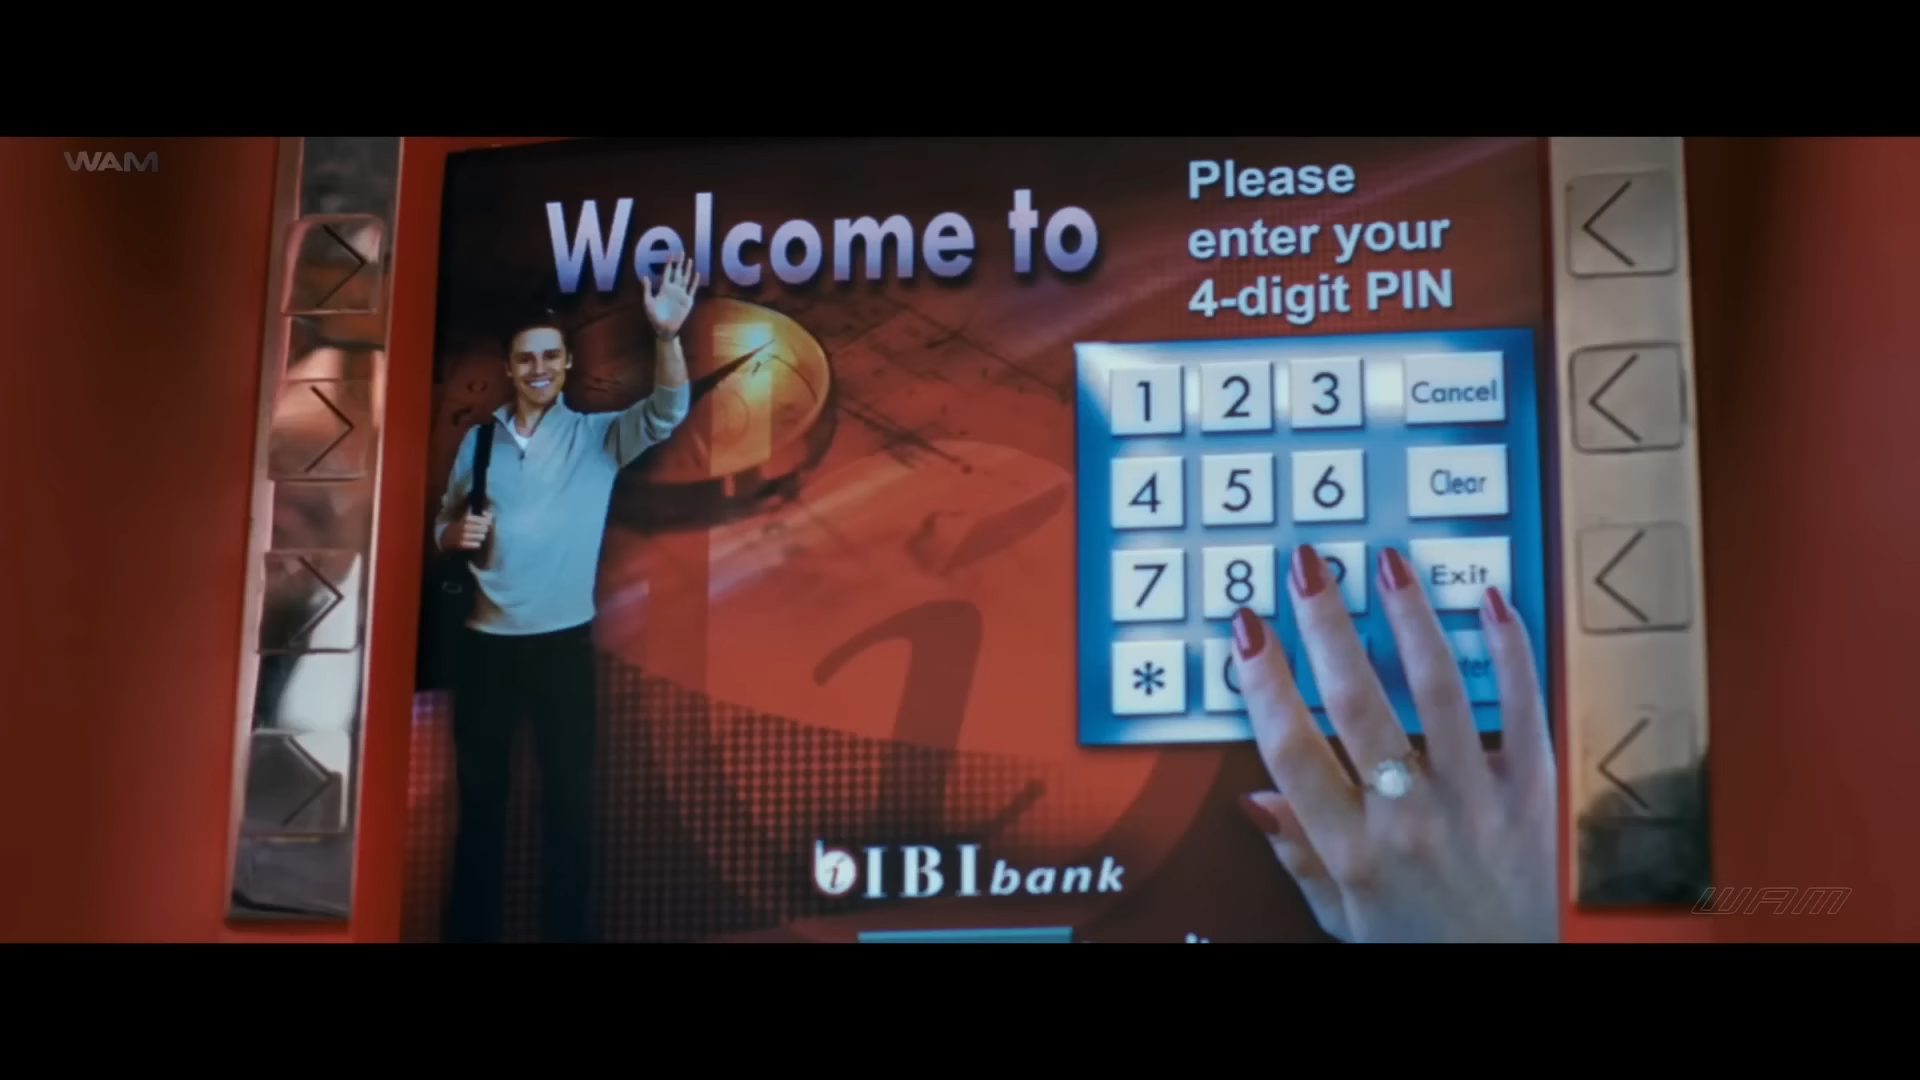 WAM
Welcome to
Please
enter your
4-digit PIN
1 2 3 Cancel
4 5 6 Clear
7 8 9 Exit
*
IBI bank
WAM